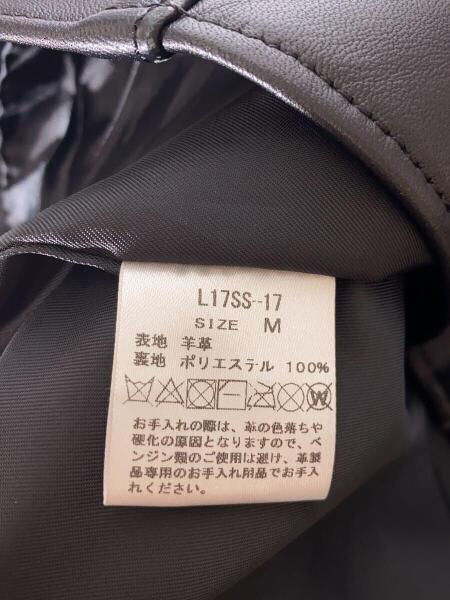 L17SS--17
SIZE M
表地 羊革
裏地 ポリエステル 100%
W
お手入れの際は、革の色落ちや
硬化の原因となりますので、ベ
ンジン類のご使用は避け、革製
品専用のお手入れ用品でお手入
れください。